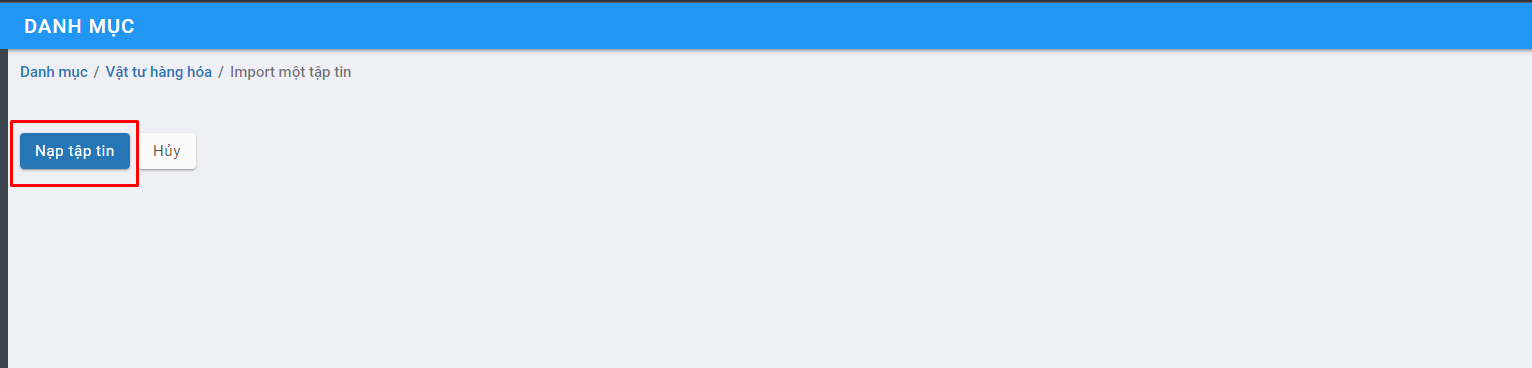 DANH MỤC
Danh mục / Vật tư hàng hóa / Import một tập tin
Nạp tập tin Hủy